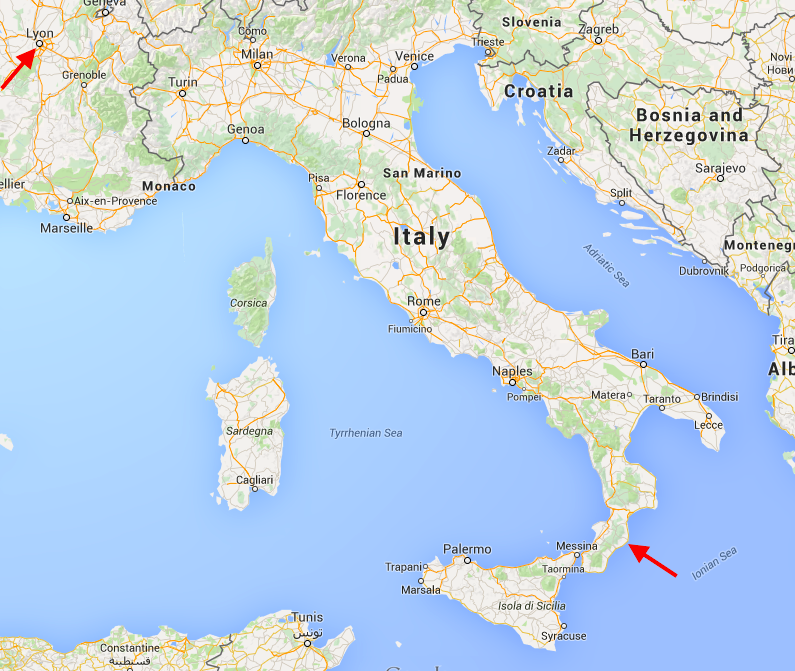 Geneva
Lyon
Grenoble
Como
Milan
Turin
Verona
Venice
Padua
Trieste
Slovenia
Zagreb
Croatia
Novi
Нови
Bosnia and
Herzegovina
Genoa
Bologna
Zadar
Sarajevo
San Marino
Monaco
Pisa
Florence
ellier
Aix-en-Provence
Marseille
Split
Italy
Adriatic Sea
Monteneg
Podgorica
Dubrovnik
Corsica
Rome
Fiumicino
Tira
Alb
Bari
Naples
Pompei
Matera
Taranto
Brindisi
Lecce
Sardegna
Tyrrhenian Sea
Cagliari
Palermo
Messina
Ionian Sea
Trapani
Taormina
Marsala
Isola di Sicilia
Syracuse
Tunis
تونس
Constantine
قسنطينة